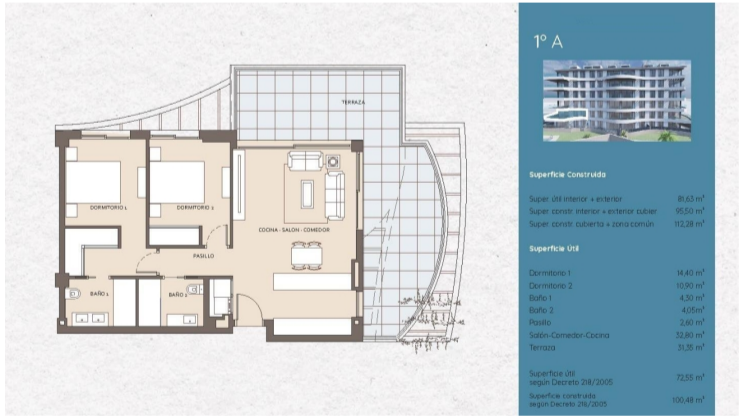 TERRAZA
DORMITORIO 1
DORMITORIO 2
COCINA - SALON - COMEDOR
PASILLO
BAÑO 1
BAÑO 2
1º A
Superficie Construida
Super. útil interior + exterior 81,63 m²
Super. constr. interior + exterior cubier 95,50 m²
Super. constr. cubierta + zona común 112,28 m²
Superficie Útil
Dormitorio 1 14,40 m²
Dormitorio 2 10,90 m²
Baño 1 4,30 m²
Baño 2 4,05m²
Pasillo 2,60 m²
Salón-Comedor-Cocina 32,80 m²
Terraza 31,35 m²
Superficie útil
según Decreto 218/2005 72,55 m²
Superficie construida
según Decreto 218/2005 100,48 m²